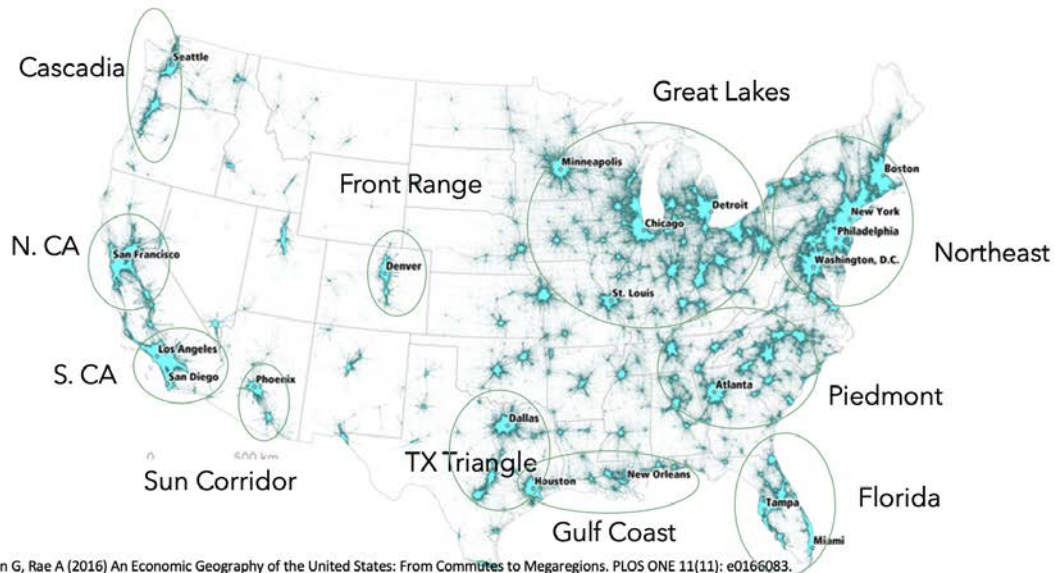 Cascadia
Seattle
Great Lakes
Minneapolis
Boston
Front Range
Detroit
New York
Chicago
Philadelphia
N. CA
San Francisco
Denver
Washington, D.C.
Northeast
St. Louis
Los Angeles
S. CA
San Diego
Phoenix
Atlanta
Piedmont
Dallas
500 km
TX Triangle
Sun Corridor
Houston
New Orleans
Florida
Tampa
Gulf Coast
Miami
n G, Rae A (2016) An Economic Geography of the United States: From Commutes to Megaregions. PLOS ONE 11(11): e0166083.